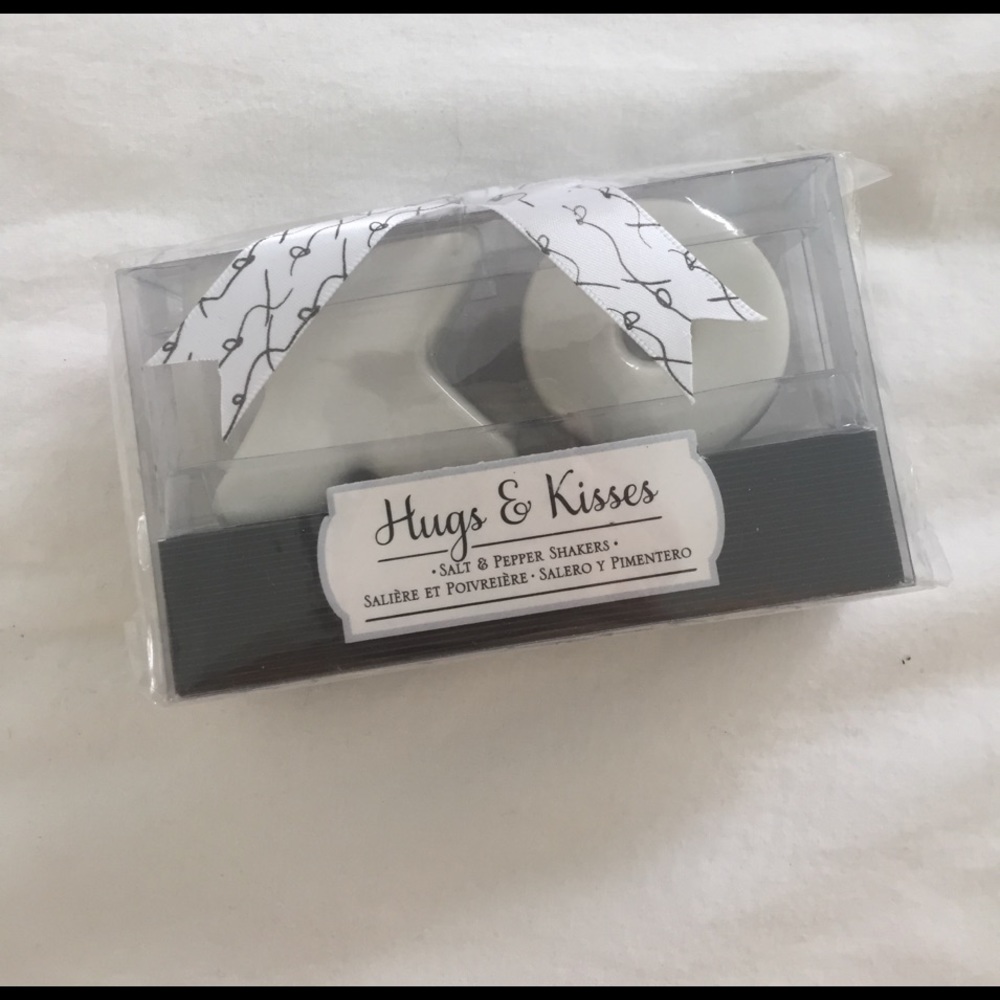 Hugs & Kisses
· SALT & PEPPER SHAKERS ·
SALIÈRE ET POIVREIÈRE · SALERO Y PIMENTERO